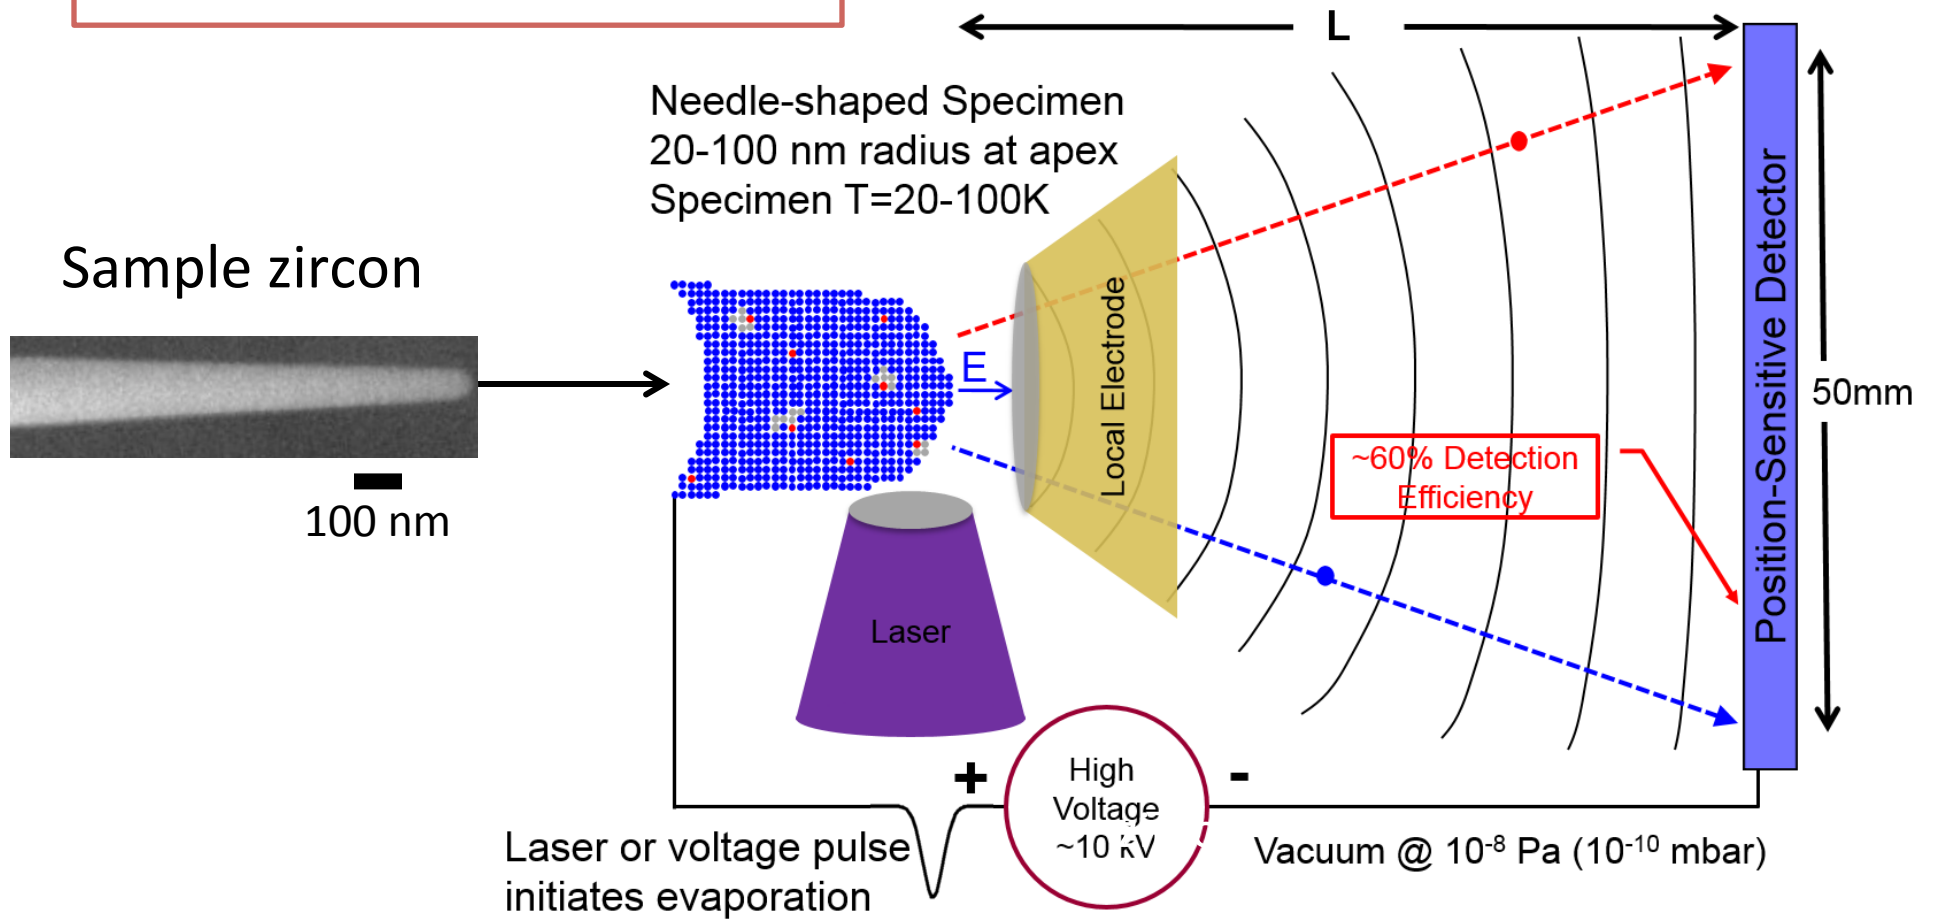 L
Needle-shaped Specimen
20-100 nm radius at apex
Specimen T=20-100K
Sample zircon
100 nm
E
Local Electrode
Laser
~60% Detection
Efficiency
Position-Sensitive Detector
50mm
+
-
High
Voltage
~10 kV
Laser or voltage pulse
initiates evaporation
Vacuum @ 10⁻⁸ Pa (10⁻¹⁰ mbar)